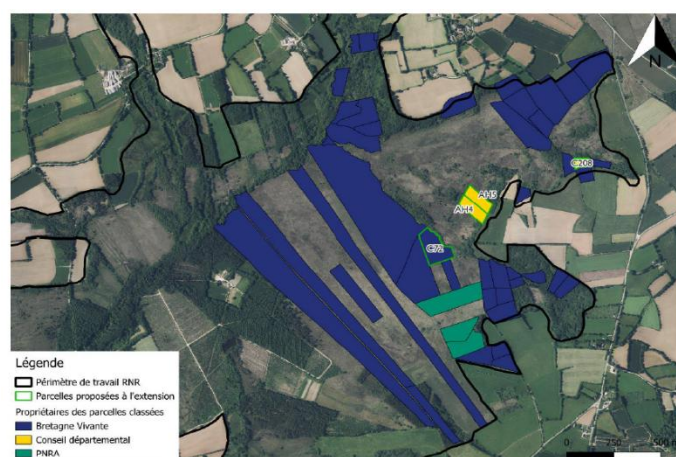 N
C208
AH5
AH4
C72
Légende
Périmètre de travail RNR
Parcelles proposées à l'extension
Propriétaires des parcelles classées
Bretagne Vivante
Conseil départemental
PNRA
0 250 500 m